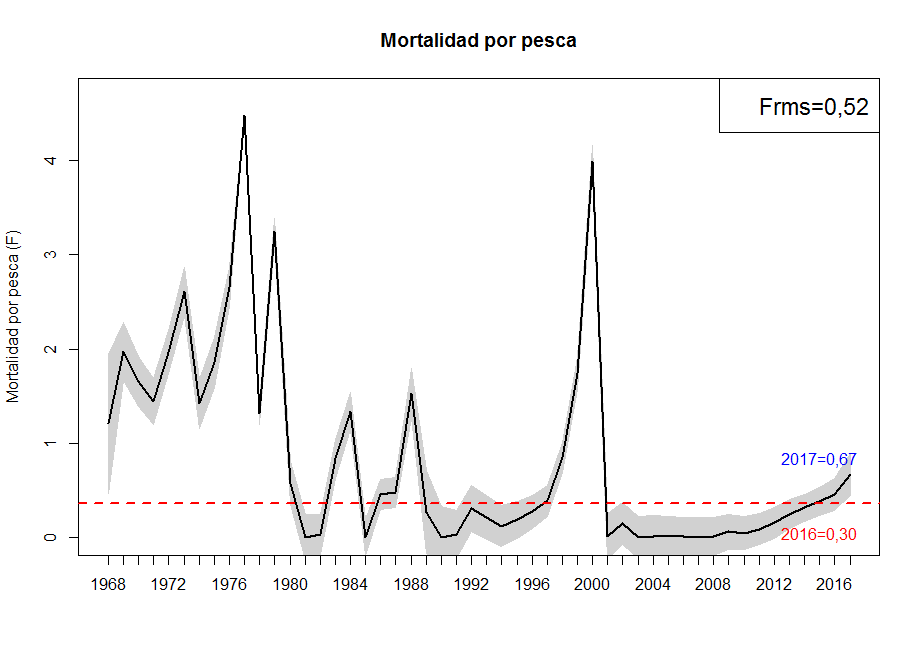 Mortalidad por pesca
Frms=0,52
Mortalidad por pesca (F)
4
3
2
1
0
2017=0,67
2016=0,30
1968 1972 1976 1980 1984 1988 1992 1996 2000 2004 2008 2012 2016